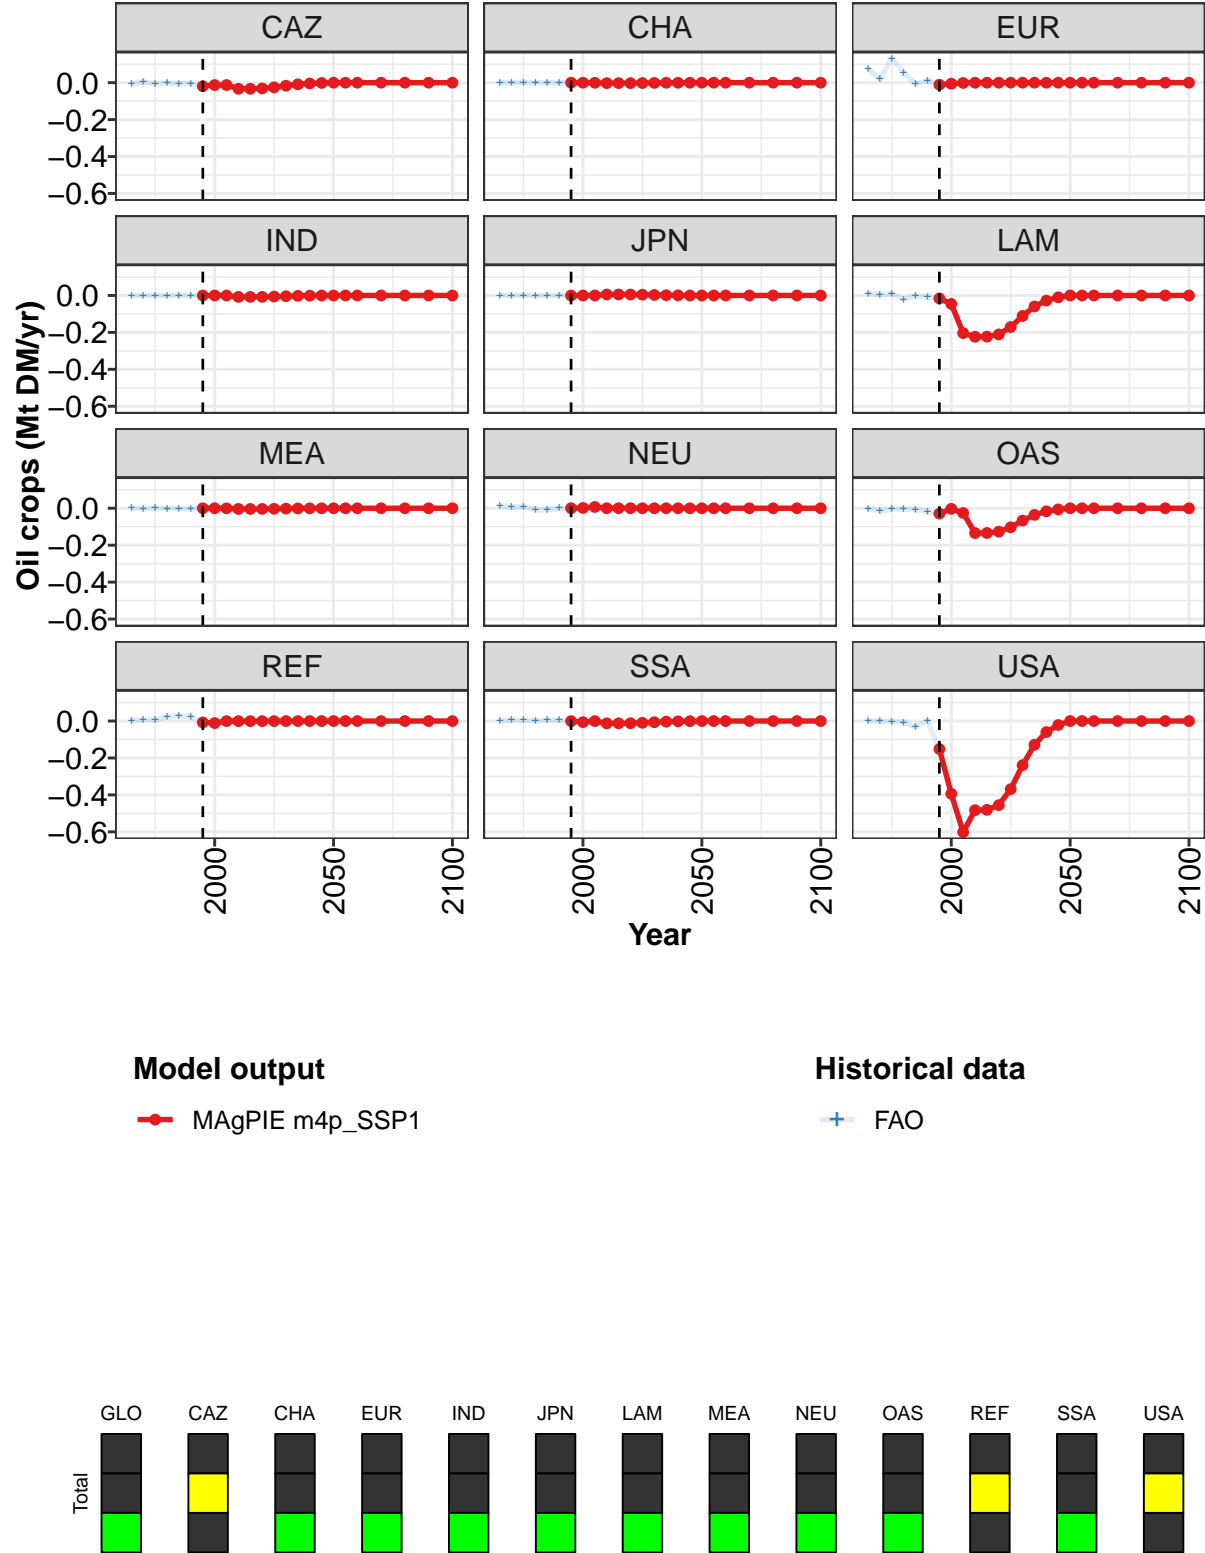 CAZ CHA EUR
0.0
−0.2
−0.4
−0.6
IND JPN LAM
0.0
−0.2
−0.4
−0.6
MEA NEU OAS
0.0
−0.2
−0.4
−0.6
REF SSA USA
0.0
−0.2
−0.4
−0.6
Oil crops (Mt DM/yr)
2000 2050 2100 2000 2050 2100 2000 2050 2100
Year
Model output Historical data
MAgPIE m4p_SSP1 FAO
GLO CAZ CHA EUR IND JPN LAM MEA NEU OAS REF SSA USA
Total